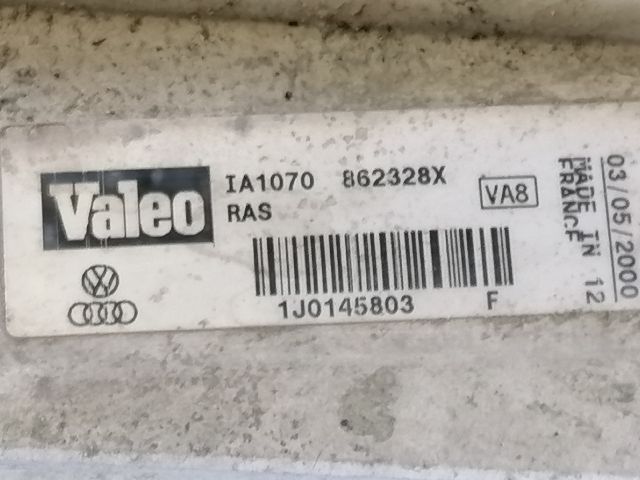 Valeo
IA1070 862328X
RAS
VA8
1J0145803 F
MADE IN
FRANCE
03/05/2000
12